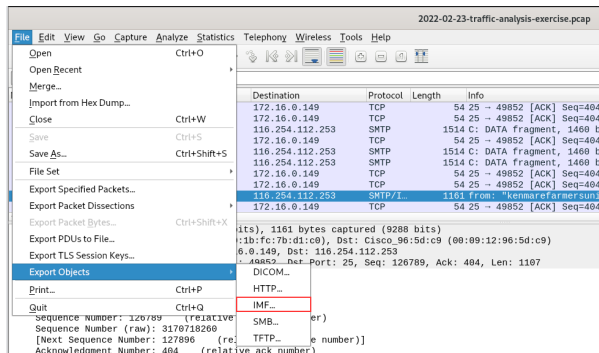 2022-02-23-traffic-analysis-exercise.pcap
File Edit View Go Capture Analyze Statistics Telephony Wireless Tools Help
Open Ctrl+O
Open Recent
Merge...
Import from Hex Dump...
Close Ctrl+W
Save Ctrl+S
Save As... Ctrl+Shift+S
File Set
Export Specified Packets...
Export Packet Dissections
Export Packet Bytes... Ctrl+Shift+X
Export PDUs to File...
Export TLS Session Keys...
Export Objects
Print... Ctrl+P
Quit Ctrl+Q
DICOM...
HTTP...
IMF...
SMB...
TFTP...
Destination Protocol Length Info
172.16.0.149 TCP 54 25 → 49852 [ACK] Seq=404
172.16.0.149 TCP 54 25 → 49852 [ACK] Seq=404
116.254.112.253 SMTP 1514 C: DATA fragment, 1460 b
172.16.0.149 TCP 54 25 → 49852 [ACK] Seq=404
116.254.112.253 SMTP 1514 C: DATA fragment, 1460 b
116.254.112.253 SMTP 1514 C: DATA fragment, 1460 b
172.16.0.149 TCP 54 25 → 49852 [ACK] Seq=404
172.16.0.149 TCP 54 25 → 49852 [ACK] Seq=404
116.254.112.253 SMTP/I... 1161 from: "kenmarefarmersuni
172.16.0.149 TCP 54 25 → 49852 [ACK] Seq=404
its), 1161 bytes captured (9288 bits)
:1b:fc:7b:d1:c0), Dst: Cisco_96:5d:c9 (00:09:12:96:5d:c9)
6.0.149, Dst: 116.254.112.253
: 49852, Dst Port: 25, Seq: 126789, Ack: 404, Len: 1107
Sequence Number: 126789 (relative er)
Sequence Number (raw): 3170718260
[Next Sequence Number: 127896 (rel e number)]
Acknowledgment Number: 404 (relative ack number)